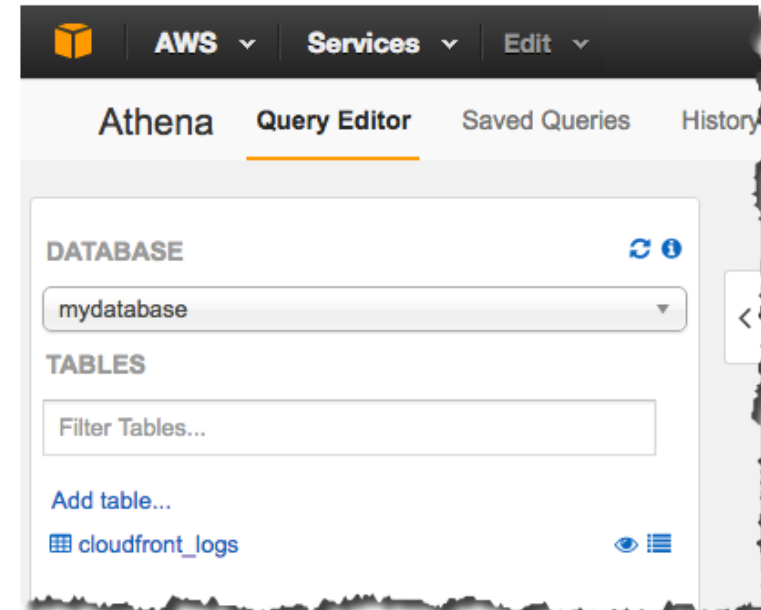 AWS Services Edit
Athena Query Editor Saved Queries History
DATABASE
mydatabase
TABLES
Filter Tables...
Add table...
cloudfront_logs